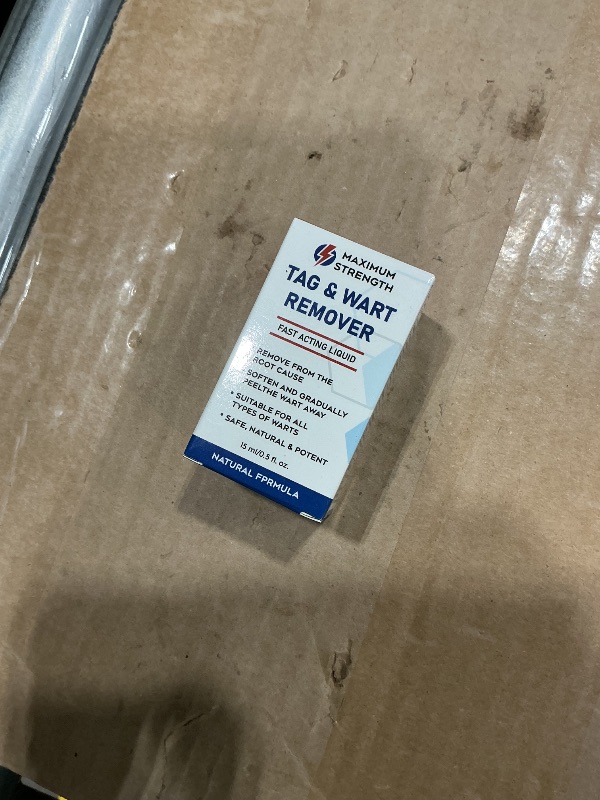 MAXIMUM
STRENGTH
TAG & WART
REMOVER
FAST ACTING LIQUID
REMOVE FROM THE
ROOT CAUSE
SOFTEN AND GRADUALLY
PEELTHE WART AWAY
• SUITABLE FOR ALL
TYPES OF WARTS
• SAFE, NATURAL & POTENT
15 ml/0.5 fl. oz.
NATURAL FPRMULA